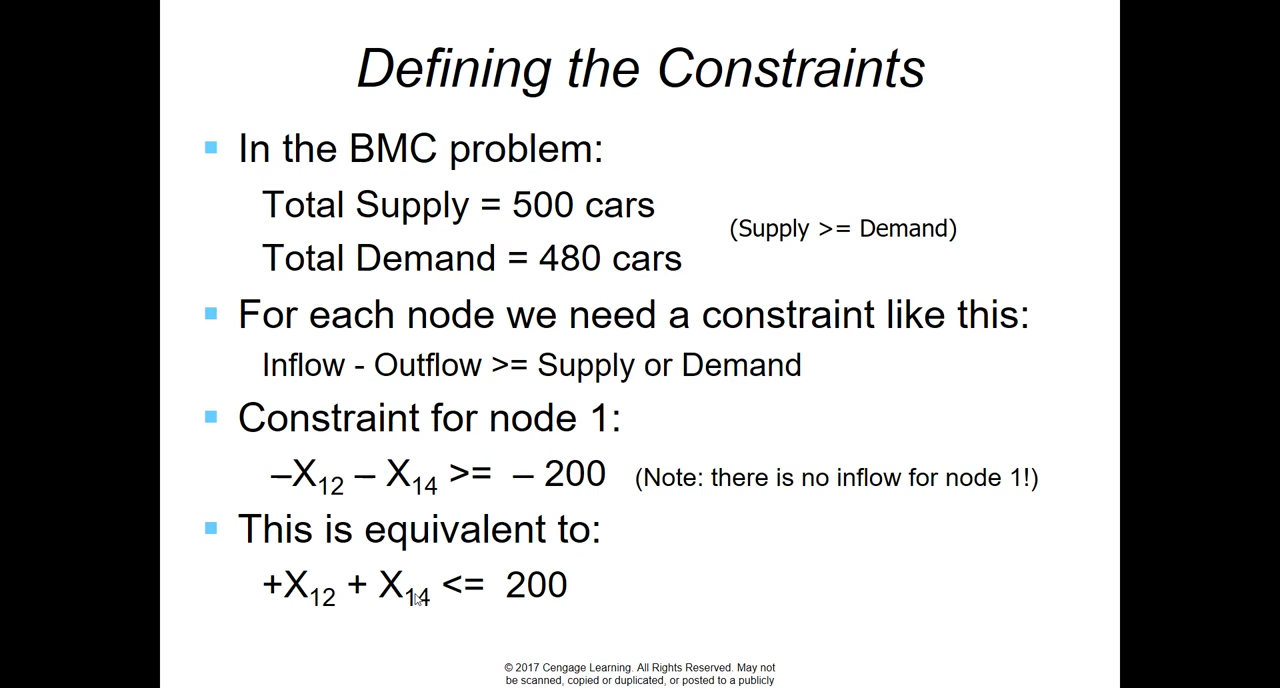 Defining the Constraints
In the BMC problem:
Total Supply = 500 cars
(Supply >= Demand)
Total Demand = 480 cars
For each node we need a constraint like this:
Inflow - Outflow >= Supply or Demand
Constraint for node 1:
–X12 – X14 >= – 200 (Note: there is no inflow for node 1!)
This is equivalent to:
+X12 + X14 <= 200
© 2017 Cengage Learning. All Rights Reserved. May not
be scanned, copied or duplicated, or posted to a publicly